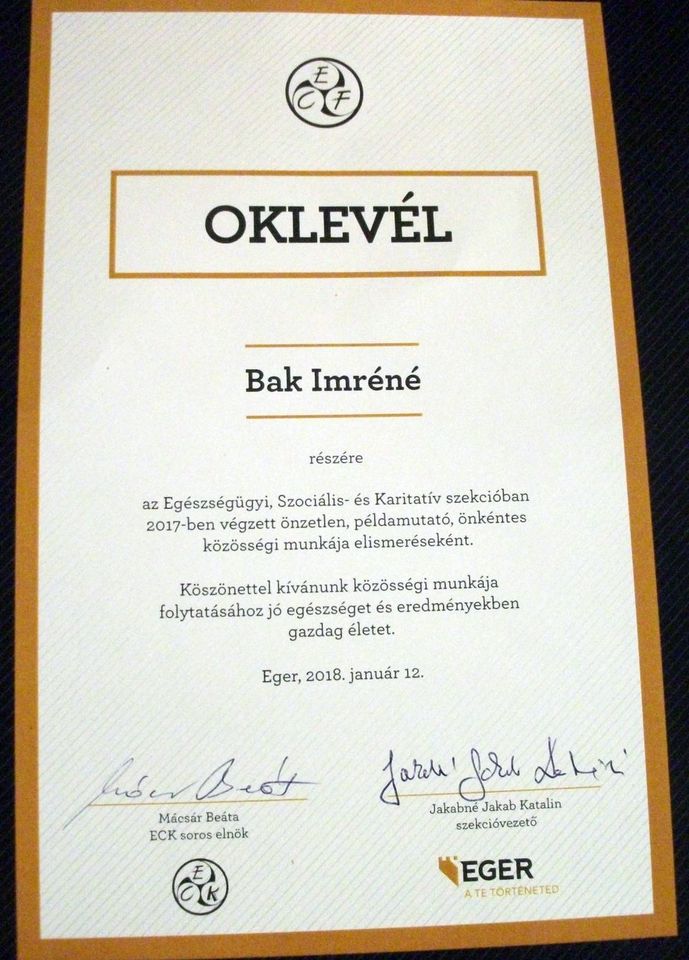 E
C F
OKLEVÉL
Bak Imréné
részére
az Egészségügyi, Szociális- és Karitatív szekcióban
2017-ben végzett önzetlen, példamutató, önkéntes
közösségi munkája elismeréseként.
Köszönettel kívánunk közösségi munkája
folytatásához jó egészséget és eredményekben
gazdag életet.
Eger, 2018. január 12.
Mácsár Beáta
ECK soros elnök
Jakabné Jakab Katalin
szekcióvezető
E
C K
EGER
A TE TÖRTÉNETED